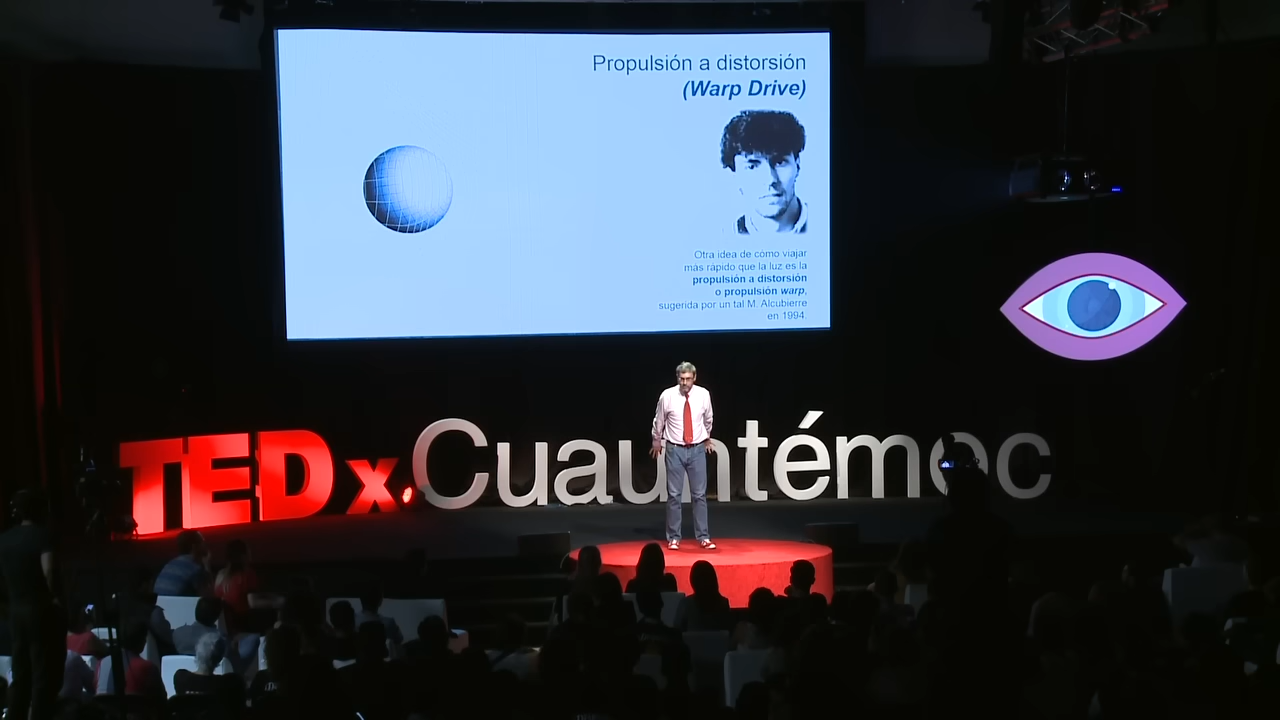 Propulsión a distorsión
(Warp Drive)
Otra idea de cómo viajar
más rápido que la luz es la
propulsión a distorsión
o propulsión warp,
sugerida por un tal M. Alcubierre
en 1994.
TEDx Cuauhtémoc